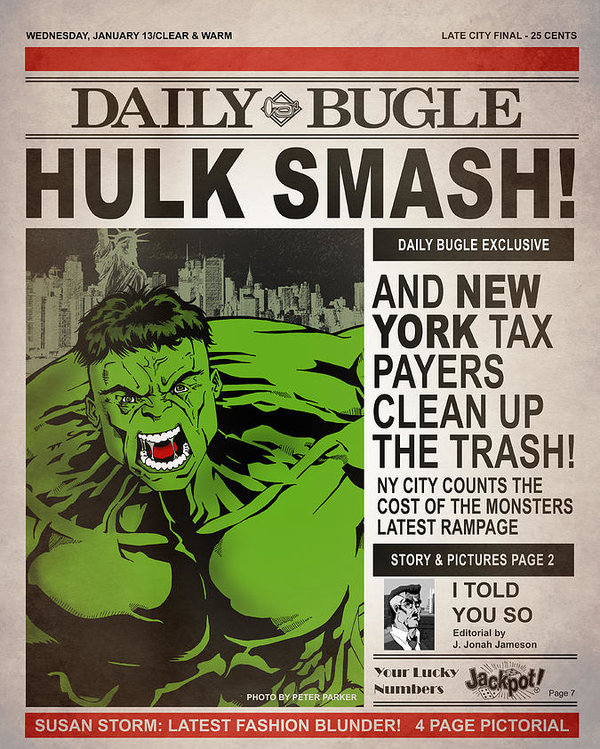 WEDNESDAY, JANUARY 13/CLEAR & WARM
LATE CITY FINAL - 25 CENTS
DAILY BUGLE
HULK SMASH!
DAILY BUGLE EXCLUSIVE
AND NEW
YORK TAX
PAYERS
CLEAN UP
THE TRASH!
NY CITY COUNTS THE
COST OF THE MONSTERS
LATEST RAMPAGE
STORY & PICTURES PAGE 2
I TOLD
YOU SO
Editorial by
J. Jonah Jameson
Your Lucky
Numbers
Jackpot!
Page 7
PHOTO BY PETER PARKER
SUSAN STORM: LATEST FASHION BLUNDER! 4 PAGE PICTORIAL